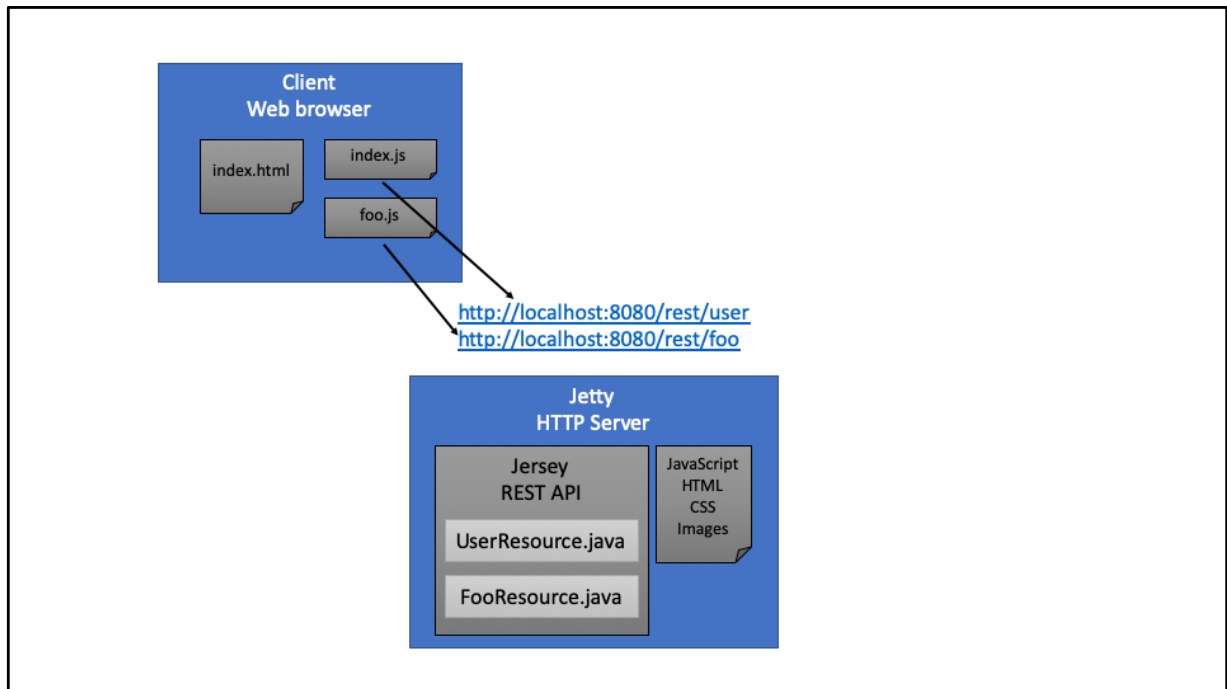 Client
Web browser
index.html
index.js
foo.js
http://localhost:8080/rest/user
http://localhost:8080/rest/foo
Jetty
HTTP Server
Jersey
REST API
UserResource.java
FooResource.java
JavaScript
HTML
CSS
Images